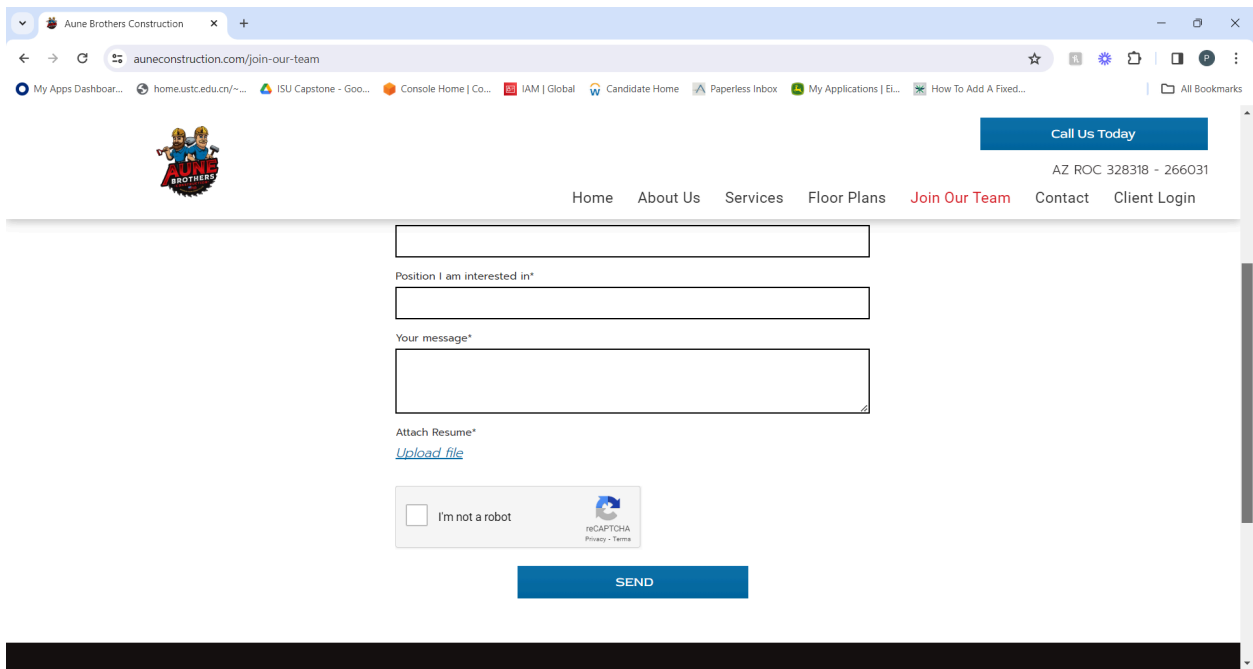 Aune Brothers Construction
auneconstruction.com/join-our-team
P
My Apps Dashboar...
home.ustc.edu.cn/~...
ISU Capstone - Goo...
Console Home | Co...
IAM | Global
Candidate Home
Paperless Inbox
My Applications | Ei...
How To Add A Fixed...
All Bookmarks
AUNE
BROTHERS
Call Us Today
AZ ROC 328318 - 266031
Home About Us Services Floor Plans Join Our Team Contact Client Login
Position I am interested in*
Your message*
Attach Resume*
Upload file
I'm not a robot
reCAPTCHA
Privacy - Terms
SEND